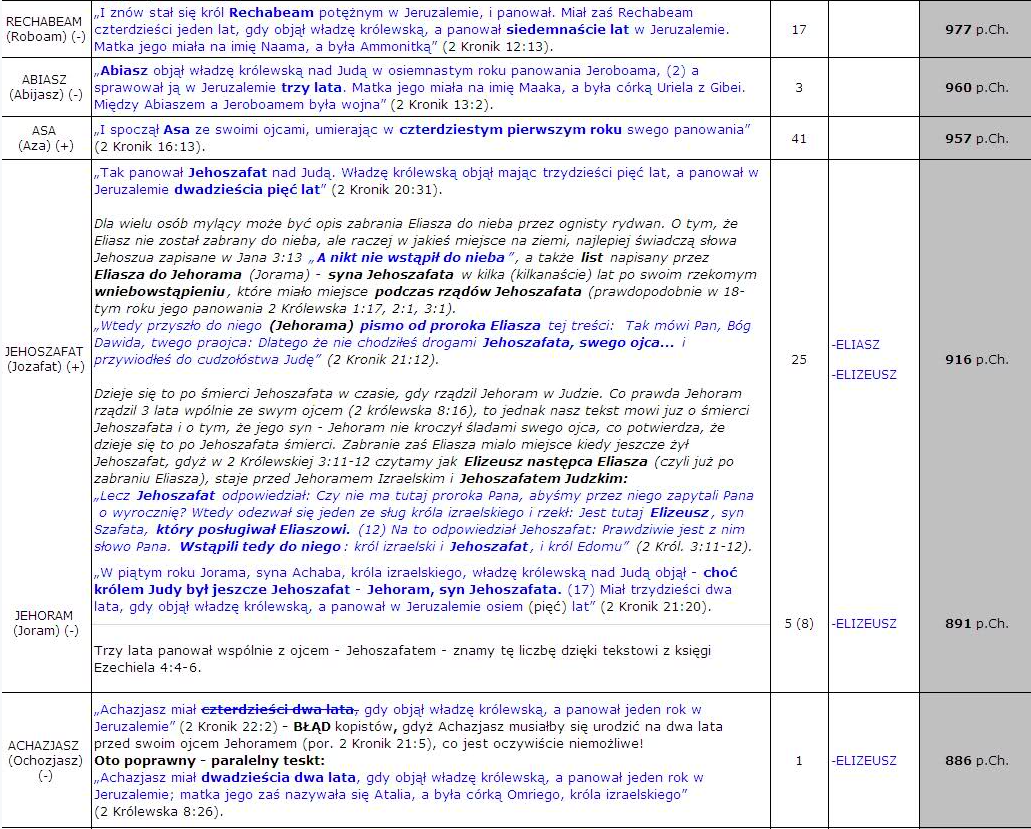 RECHABEAM
(Roboam) (-)
„I znów stał się król Rechabeam potężnym w Jeruzalemie, i panował. Miał zaś Rechabeam
czterdzieści jeden lat, gdy objął władzę królewską, a panował siedemnaście lat w Jeruzalemie.
Matka jego miała na imię Naama, a była Ammonitką” (2 Kronik 12:13).
17
977 p.Ch.
ABIASZ
(Abijasz) (-)
„Abiasz objął władzę królewską nad Judą w osiemnastym roku panowania Jeroboama, (2) a
sprawował ją w Jeruzalemie trzy lata. Matka jego miała na imię Maaka, a była córką Uriela z Gibei.
Między Abiaszem a Jeroboamem była wojna” (2 Kronik 13:2).
3
960 p.Ch.
ASA
(Aza) (+)
„I spoczął Asa ze swoimi ojcami, umierając w czterdziestym pierwszym roku swego panowania”
(2 Kronik 16:13).
41
957 p.Ch.
JEHOSZAFAT
(Jozafat) (+)
„Tak panował Jehoszafat nad Judą. Władzę królewską objął mając trzydzieści pięć lat, a panował w
Jeruzalemie dwadzieścia pięć lat” (2 Kronik 20:31).
Dla wielu osób mylący może być opis zabrania Eliasza do nieba przez ognisty rydwan. O tym, że
Eliasz nie został zabrany do nieba, ale raczej w jakieś miejsce na ziemi, najlepiej świadczą słowa
Jehoszua zapisane w Jana 3:13 „A nikt nie wstąpił do nieba”, a także list napisany przez
Eliasza do Jehorama (Jorama) - syna Jehoszafata w kilka (kilkanaście) lat po swoim rzekomym
wniebowstąpieniu, które miało miejsce podczas rządów Jehoszafata (prawdopodobnie w 18-
tym roku jego panowania 2 Królewska 1:17, 2:1, 3:1).
„Wtedy przyszło do niego (Jehorama) pismo od proroka Eliasza tej treści: Tak mówi Pan, Bóg
Dawida, twego praojca: Dlatego że nie chodziłeś drogami Jehoszafata, swego ojca... i
przywiodłeś do cudzołóstwa Judę” (2 Kronik 21:12).
Dzieje się to po śmierci Jehoszafata w czasie, gdy rządził Jehoram w Judzie. Co prawda Jehoram
rządził 3 lata wpólnie ze swym ojcem (2 królewska 8:16), to jednak nasz tekst mowi juz o śmierci
Jehoszafata i o tym, że jego syn - Jehoram nie kroczył śladami swego ojca, co potwierdza, że
dzieje się to po Jehoszafata śmierci. Zabranie zaś Eliasza mialo miejsce kiedy jeszcze żył
Jehoszafat, gdyż w 2 Królewskiej 3:11-12 czytamy jak Elizeusz następca Eliasza (czyli już po
zabraniu Eliasza), staje przed Jehoramem Izraelskim i Jehoszafatem Judzkim:
„Lecz Jehoszafat odpowiedział: Czy nie ma tutaj proroka Pana, abyśmy przez niego zapytali Pana
o wyrocznię? Wtedy odezwał się jeden ze sług króla izraelskiego i rzekł: Jest tutaj Elizeusz, syn
Szafata, który posługiwał Eliaszowi. (12) Na to odpowiedział Jehoszafat: Prawdziwie jest z nim
słowo Pana. Wstąpili tedy do niego: król izraelski i Jehoszafat, i król Edomu” (2 Król. 3:11-12).
25
-ELIASZ
-ELIZEUSZ
916 p.Ch.
JEHORAM
(Joram) (-)
„W piątym roku Jorama, syna Achaba, króla izraelskiego, władzę królewską nad Judą objął - choć
królem Judy był jeszcze Jehoszafat - Jehoram, syn Jehoszafata. (17) Miał trzydzieści dwa
lata, gdy objął władzę królewską, a panował w Jeruzalemie osiem (pięć) lat” (2 Kronik 21:20).
Trzy lata panował wspólnie z ojcem - Jehoszafatem - znamy tę liczbę dzięki tekstowi z księgi
Ezechiela 4:4-6.
5 (8)
-ELIZEUSZ
891 p.Ch.
ACHAZJASZ
(Ochozjasz)
(-)
„Achazjasz miał czterdzieści dwa lata, gdy objął władzę królewską, a panował jeden rok w
Jeruzalemie” (2 Kronik 22:2) - BŁĄD kopistów, gdyż Achazjasz musiałby się urodzić na dwa lata
przed swoim ojcem Jehoramem (por. 2 Kronik 21:5), co jest oczywiście niemożliwe!
Oto poprawny - paralelny teskt:
„Achazjasz miał dwadzieścia dwa lata, gdy objął władzę królewską, a panował jeden rok w
Jeruzalemie; matka jego zaś nazywała się Atalia, a była córką Omriego, króla izraelskiego”
(2 Królewska 8:26).
1
-ELIZEUSZ
886 p.Ch.